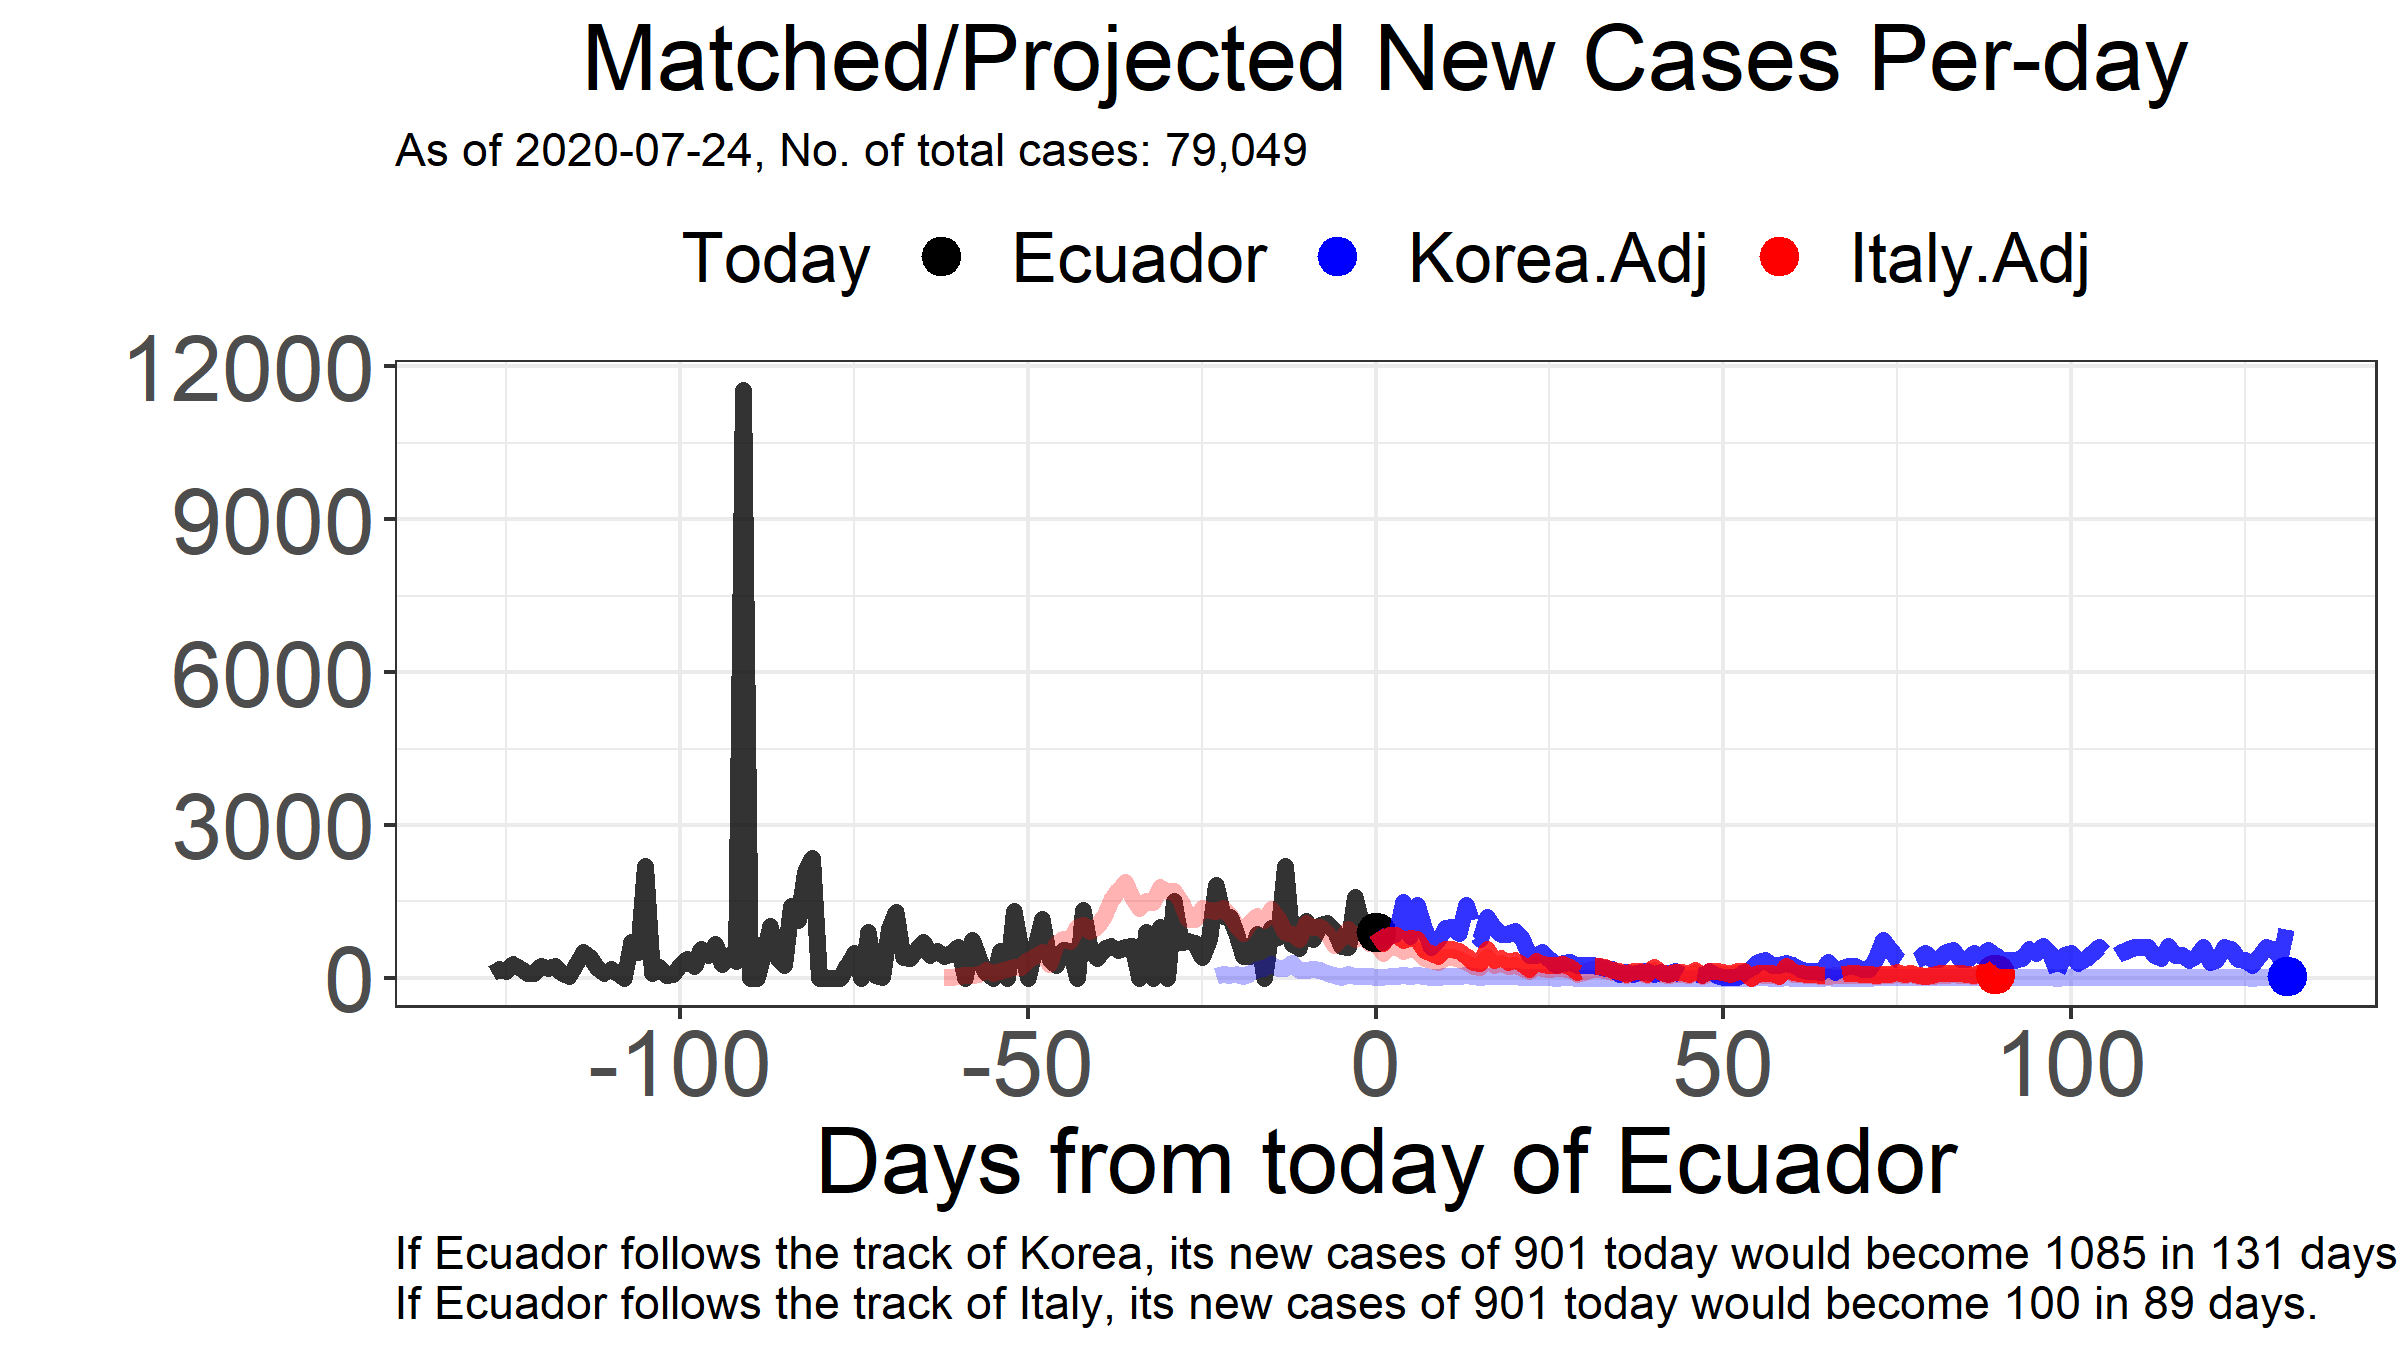 Matched/Projected New Cases Per-day
As of 2020-07-24, No. of total cases: 79,049
Today Ecuador Korea.Adj Italy.Adj
12000
9000
6000
3000
0
-100 -50 0 50 100
Days from today of Ecuador
If Ecuador follows the track of Korea, its new cases of 901 today would become 1085 in 131 days
If Ecuador follows the track of Italy, its new cases of 901 today would become 100 in 89 days.